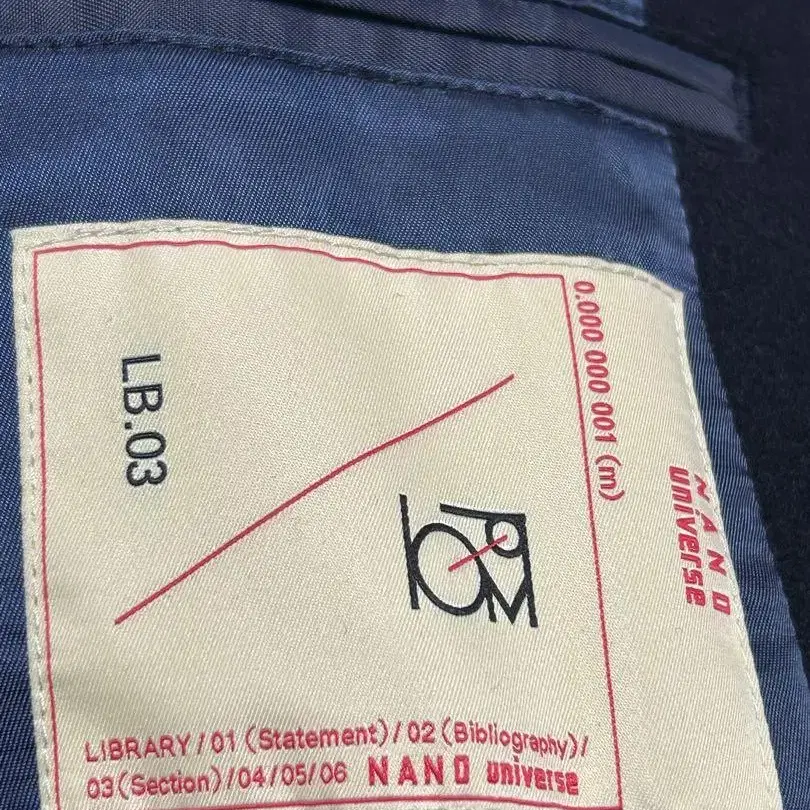 0.000 000 001 (m)
NANO
universe
LB.03
LIBRARY / 01 (Statement) / 02 (Bibliography) /
03 (Section) / 04 / 05 / 06 NANO universe